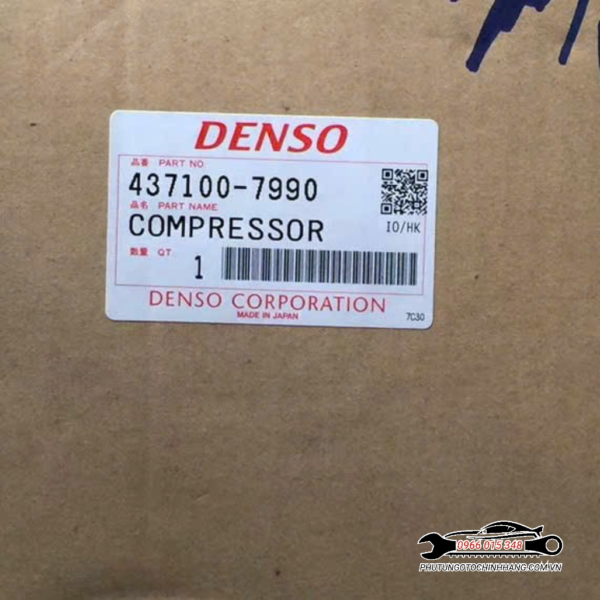 DENSO
品番 PART NO.
437100-7990
品名 PART NAME
COMPRESSOR
IO/HK
数量 QT.
1
DENSO CORPORATION
MADE IN JAPAN
7C30
0966 015 348
PHUTUNGOTOCHINHHANG.COM.VN